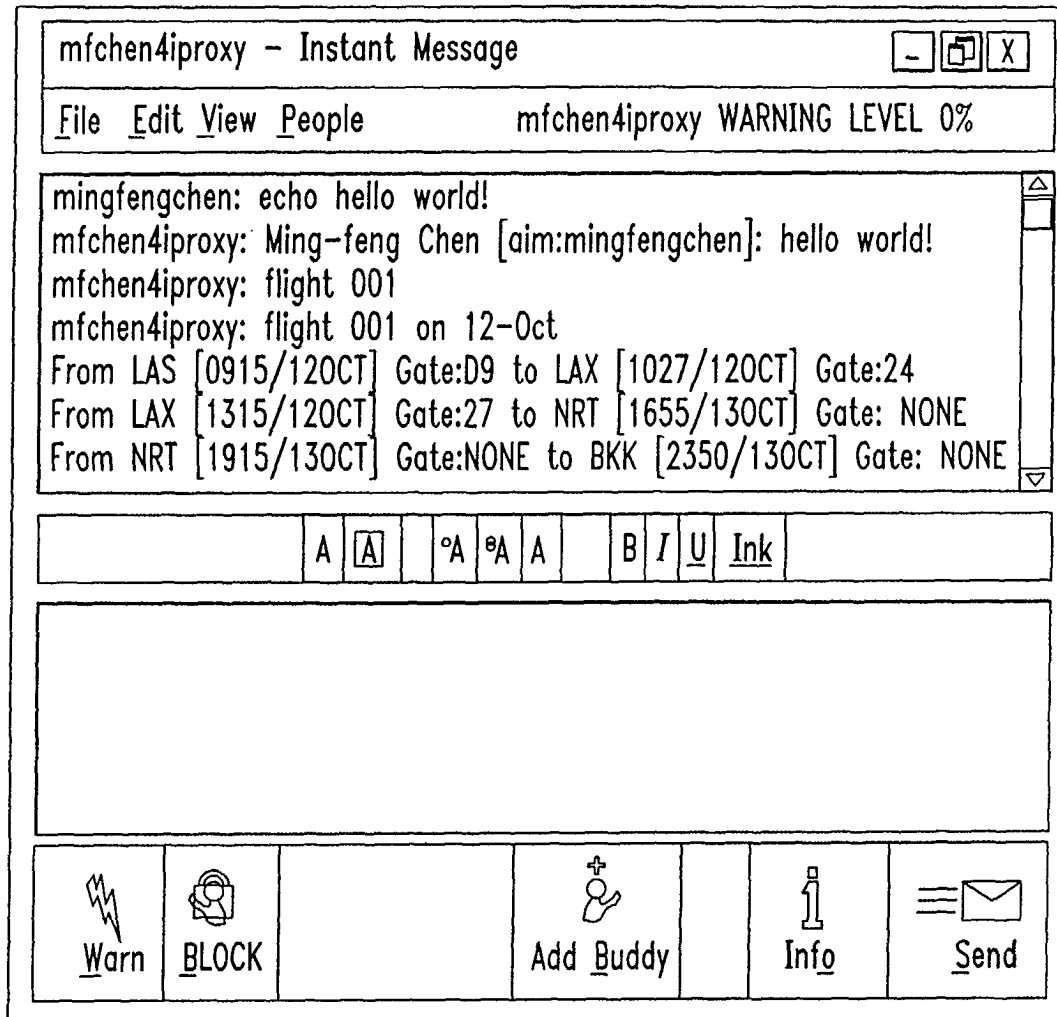 mfchen4iproxy - Instant Message
File Edit View People mfchen4iproxy WARNING LEVEL 0%
mingfengchen: echo hello world!
mfchen4iproxy: Ming-feng Chen [aim:mingfengchen]: hello world!
mfchen4iproxy: flight 001
mfchen4iproxy: flight 001 on 12-Oct
From LAS [0915/12OCT] Gate:D9 to LAX [1027/12OCT] Gate:24
From LAX [1315/12OCT] Gate:27 to NRT [1655/13OCT] Gate: NONE
From NRT [1915/13OCT] Gate:NONE to BKK [2350/13OCT] Gate: NONE
A A A A A B I U Ink
Warn BLOCK Add Buddy Info Send